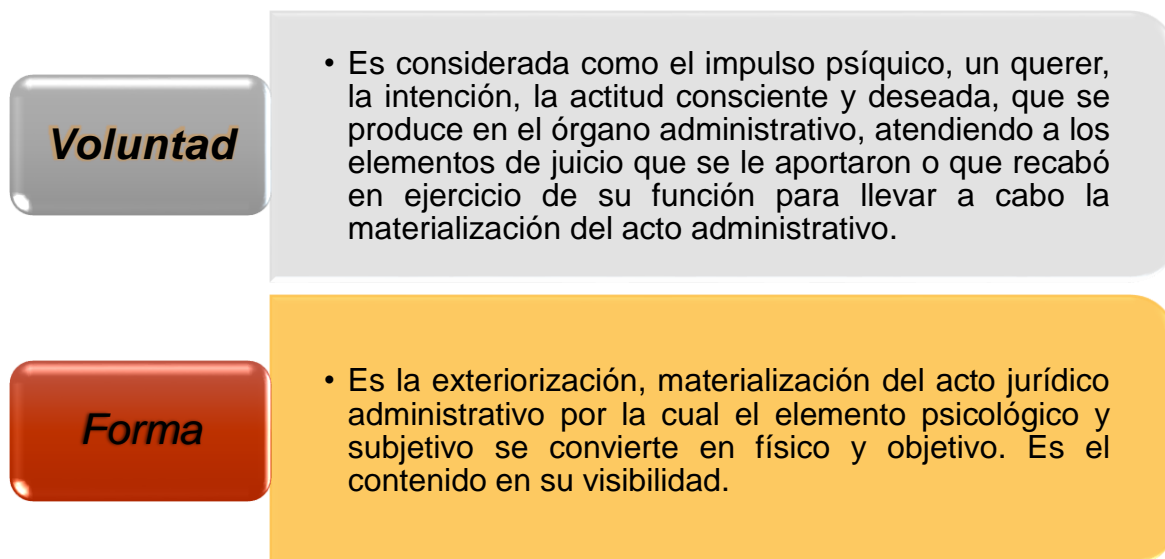 Voluntad
• Es considerada como el impulso psíquico, un querer,
la intención, la actitud consciente y deseada, que se
produce en el órgano administrativo, atendiendo a los
elementos de juicio que se le aportaron o que recabó
en ejercicio de su función para llevar a cabo la
materialización del acto administrativo.
Forma
• Es la exteriorización, materialización del acto jurídico
administrativo por la cual el elemento psicológico y
subjetivo se convierte en físico y objetivo. Es el
contenido en su visibilidad.